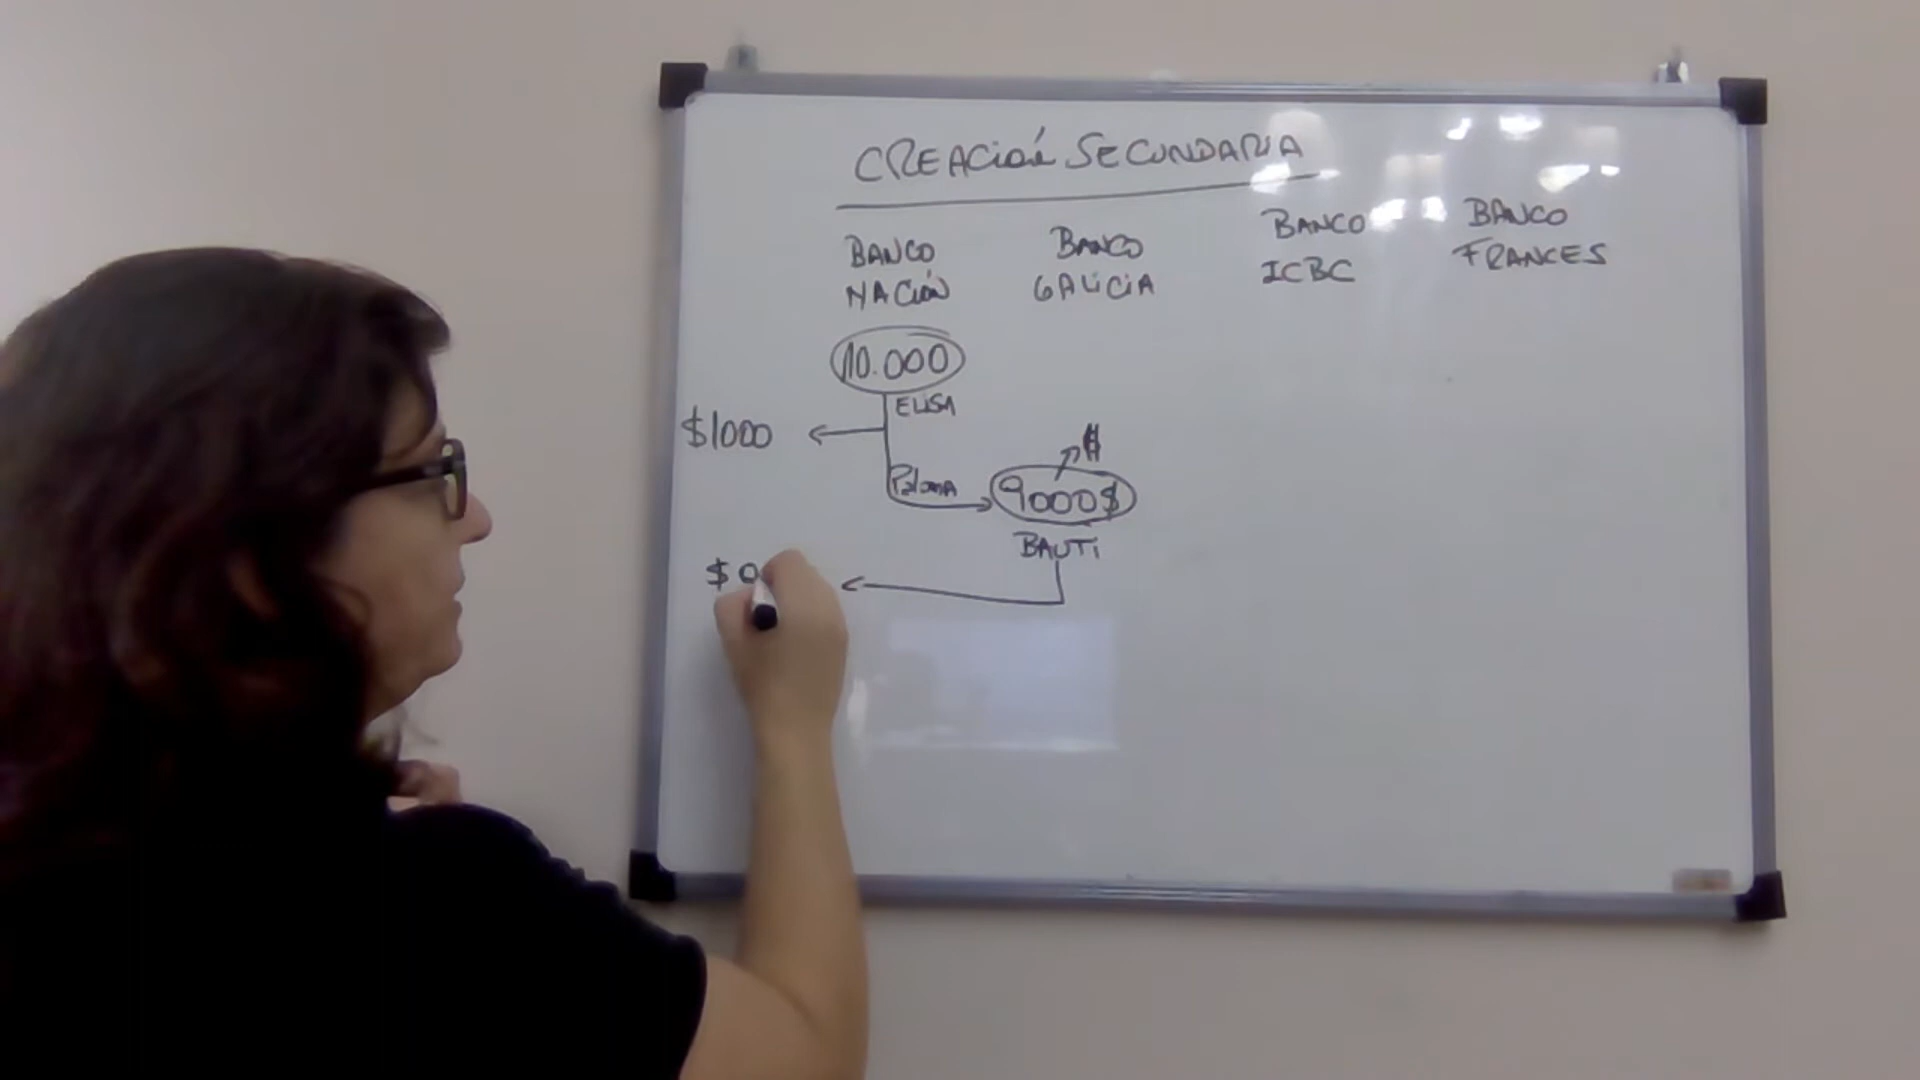 CREACIÓN SECUNDARIA
BANCO NACIÓN
BANCO GALICIA
BANCO ICBC
BANCO FRANCES
10.000
ELISA
$1000
Paloma
9000$
BAUTI
$